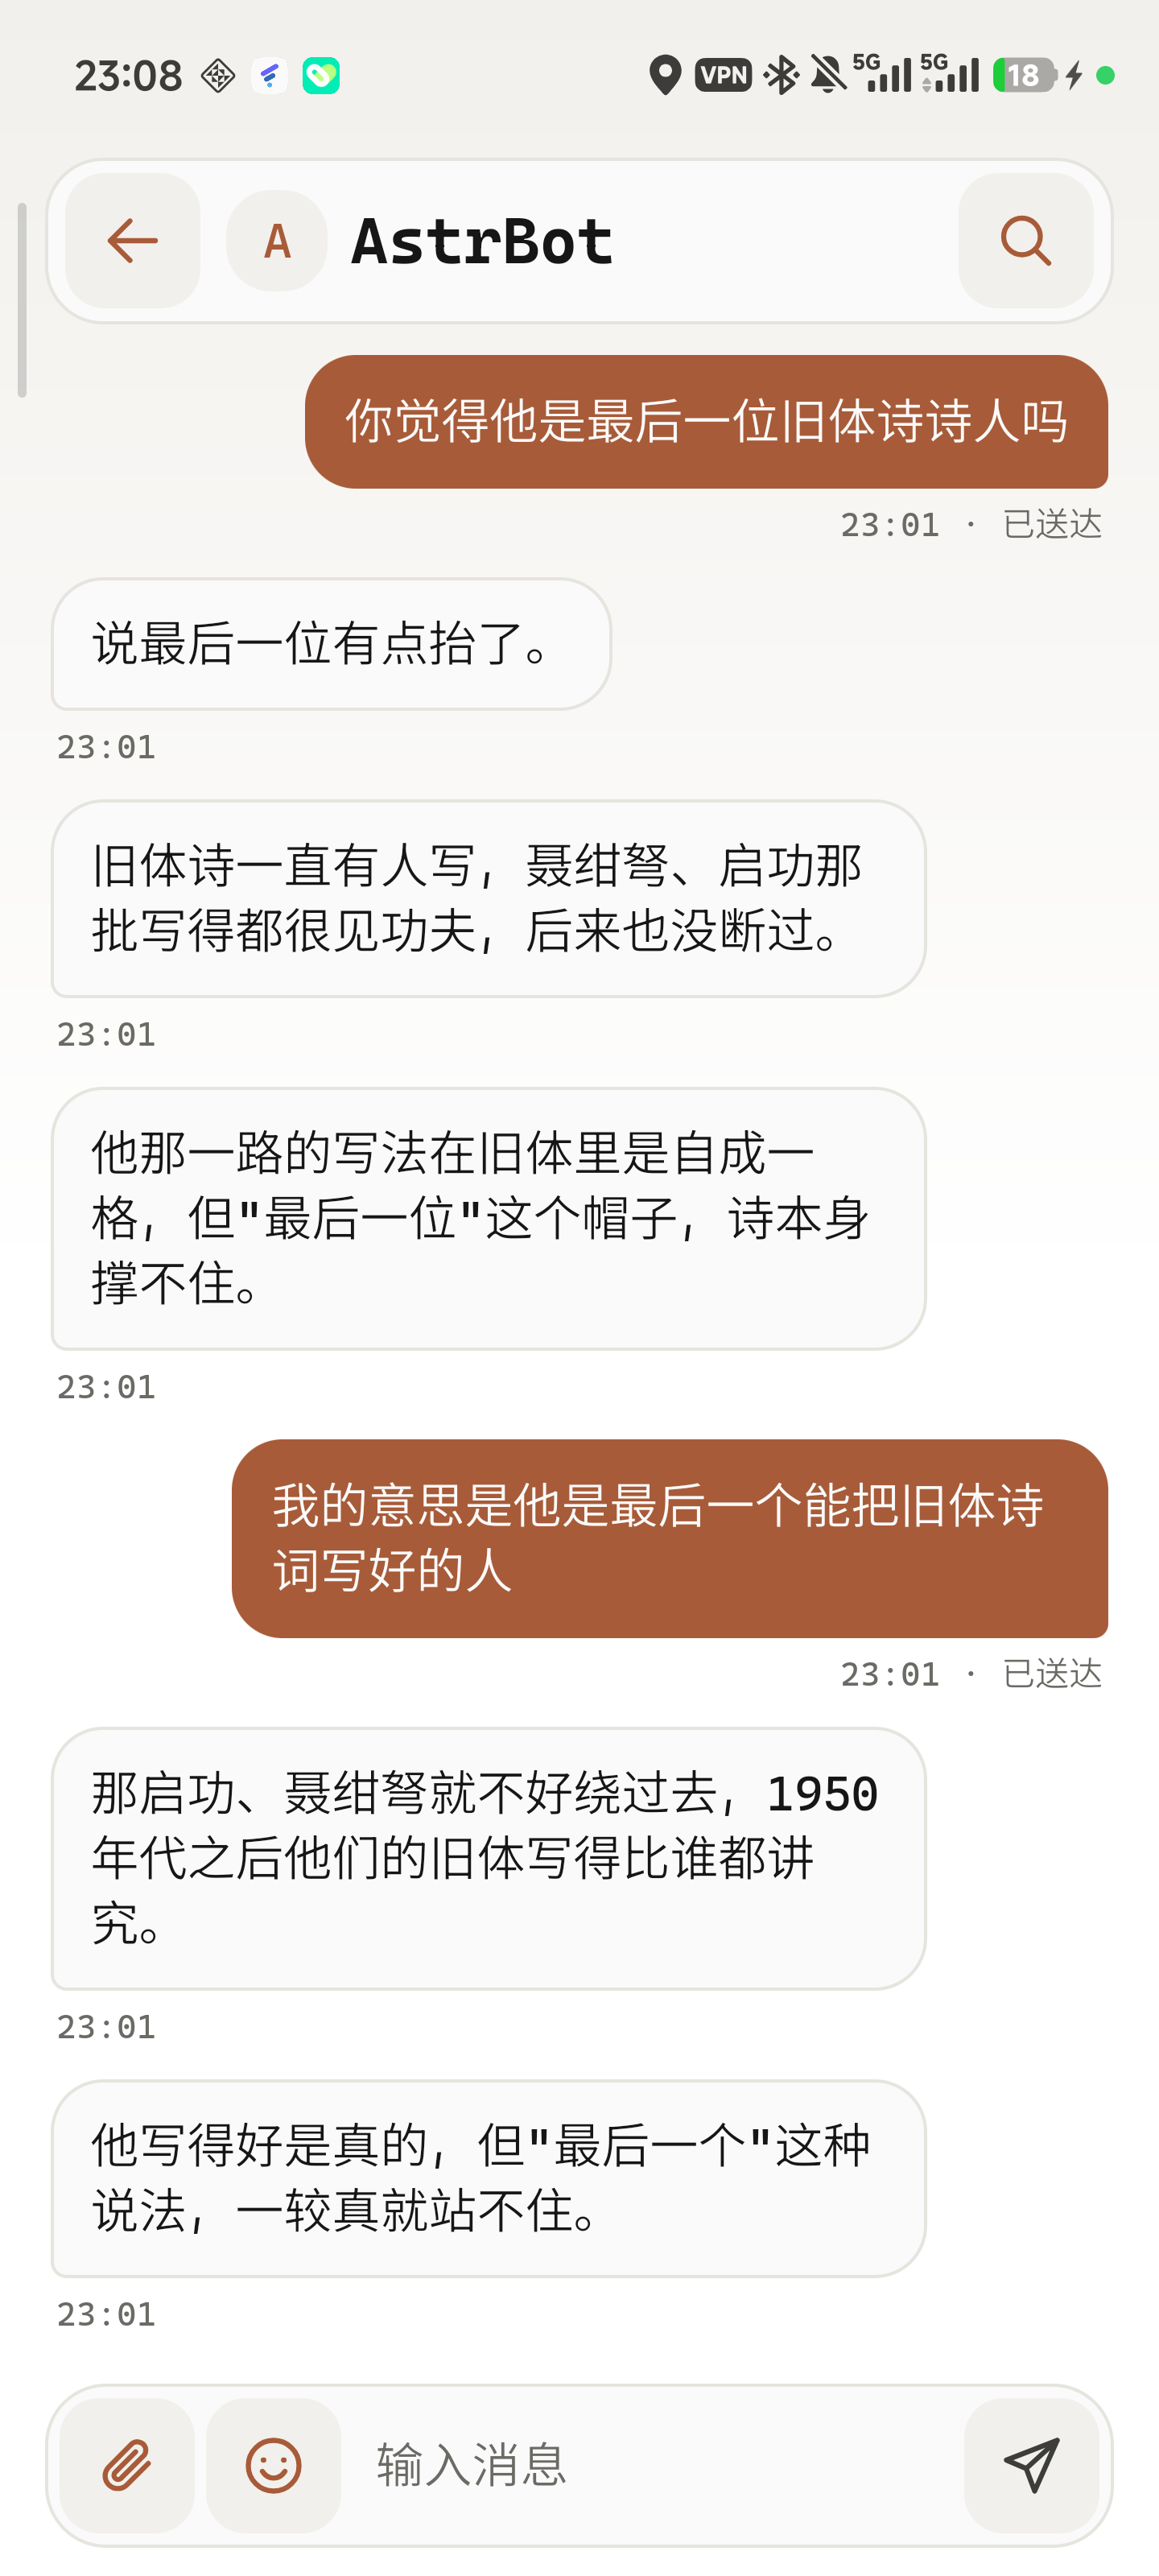 23:08
VPN 5G 5G 18
A AstrBot
你觉得他是最后一位旧体诗诗人吗
23:01 · 已送达
说最后一位有点抬了。
23:01
旧体诗一直有人写，聂绀弩、启功那
批写得都很见功夫，后来也没断过。
23:01
他那一路的写法在旧体里是自成一
格，但"最后一位"这个帽子，诗本身
撑不住。
23:01
我的意思是他是最后一个能把旧体诗
词写好的人
23:01 · 已送达
那启功、聂绀弩就不好绕过去，1950
年代之后他们的旧体写得比谁都讲
究。
23:01
他写得好是真的，但"最后一个"这种
说法，一较真就站不住。
23:01
输入消息